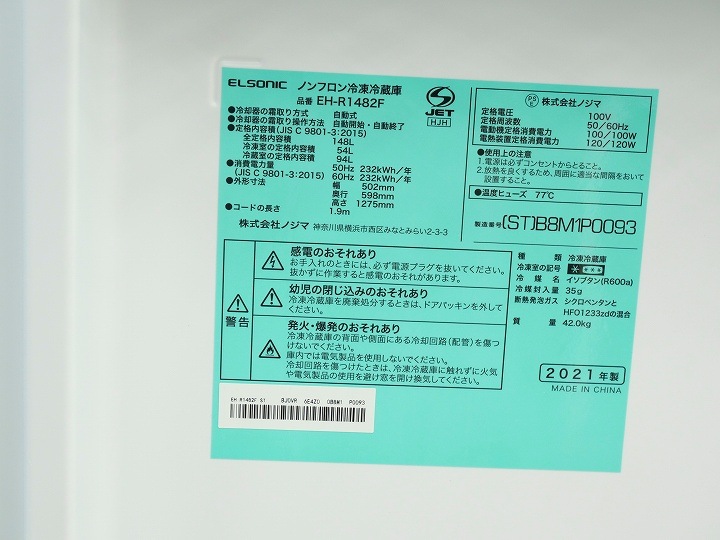 ELSONIC ノンフロン冷凍冷蔵庫
品番 EH-R1482F
JET
HJH
●冷却器の霜取り方式 自動式
●冷却器の霜取り操作方法 自動開始・自動終了
●定格内容積(JIS C 9801-3:2015)
全定格内容積 148L
冷凍室の定格内容積 54L
冷蔵室の定格内容積 94L
●消費電力量 50Hz 232kWh/年
(JIS C 9801-3:2015) 60Hz 232kWh/年
●外形寸法 幅 502mm
奥行 598mm
高さ 1275mm
●コードの長さ 1.9m
株式会社ノジマ 神奈川県横浜市西区みなとみらい2-3-3
PS
E
株式会社ノジマ
定格電圧 100V
定格周波数 50/60Hz
電動機定格消費電力 100/100W
電熱装置定格消費電力 120/120W
●使用上の注意
1.電源は必ずコンセントからとること。
2.放熱を良くするため、周囲に適当な間隔をおいて
設置すること。
●温度ヒューズ 77℃
製造番号 (ST)B8M1P0093
警告
感電のおそれあり
お手入れのときには、必ず電源プラグを抜いてください。
抜かずに作業すると感電のおそれがあります。
幼児の閉じ込みのおそれあり
冷凍冷蔵庫を廃棄処分するときは、ドアパッキンを外して
ください。
発火・爆発のおそれあり
冷凍冷蔵庫の背面や側面にある冷却回路(配管)を傷つ
けないでください。
庫内では電気製品を使用しないでください。
冷却回路を傷つけたときは、冷却回路に触れずに火気
や電気製品の使用を避け窓を開け換気してください。
種類 冷凍冷蔵庫
冷凍室の記号 ＊＊＊＊
冷媒 イソブタン(R600a)
冷媒封入量 35g
断熱発泡ガス シクロペンタンと
HFO1233zdの混合
質量 42.0kg
2021年製
MADE IN CHINA
EH R1482F S1 BJ0VR 6E4Z0 0B8M1 P0093